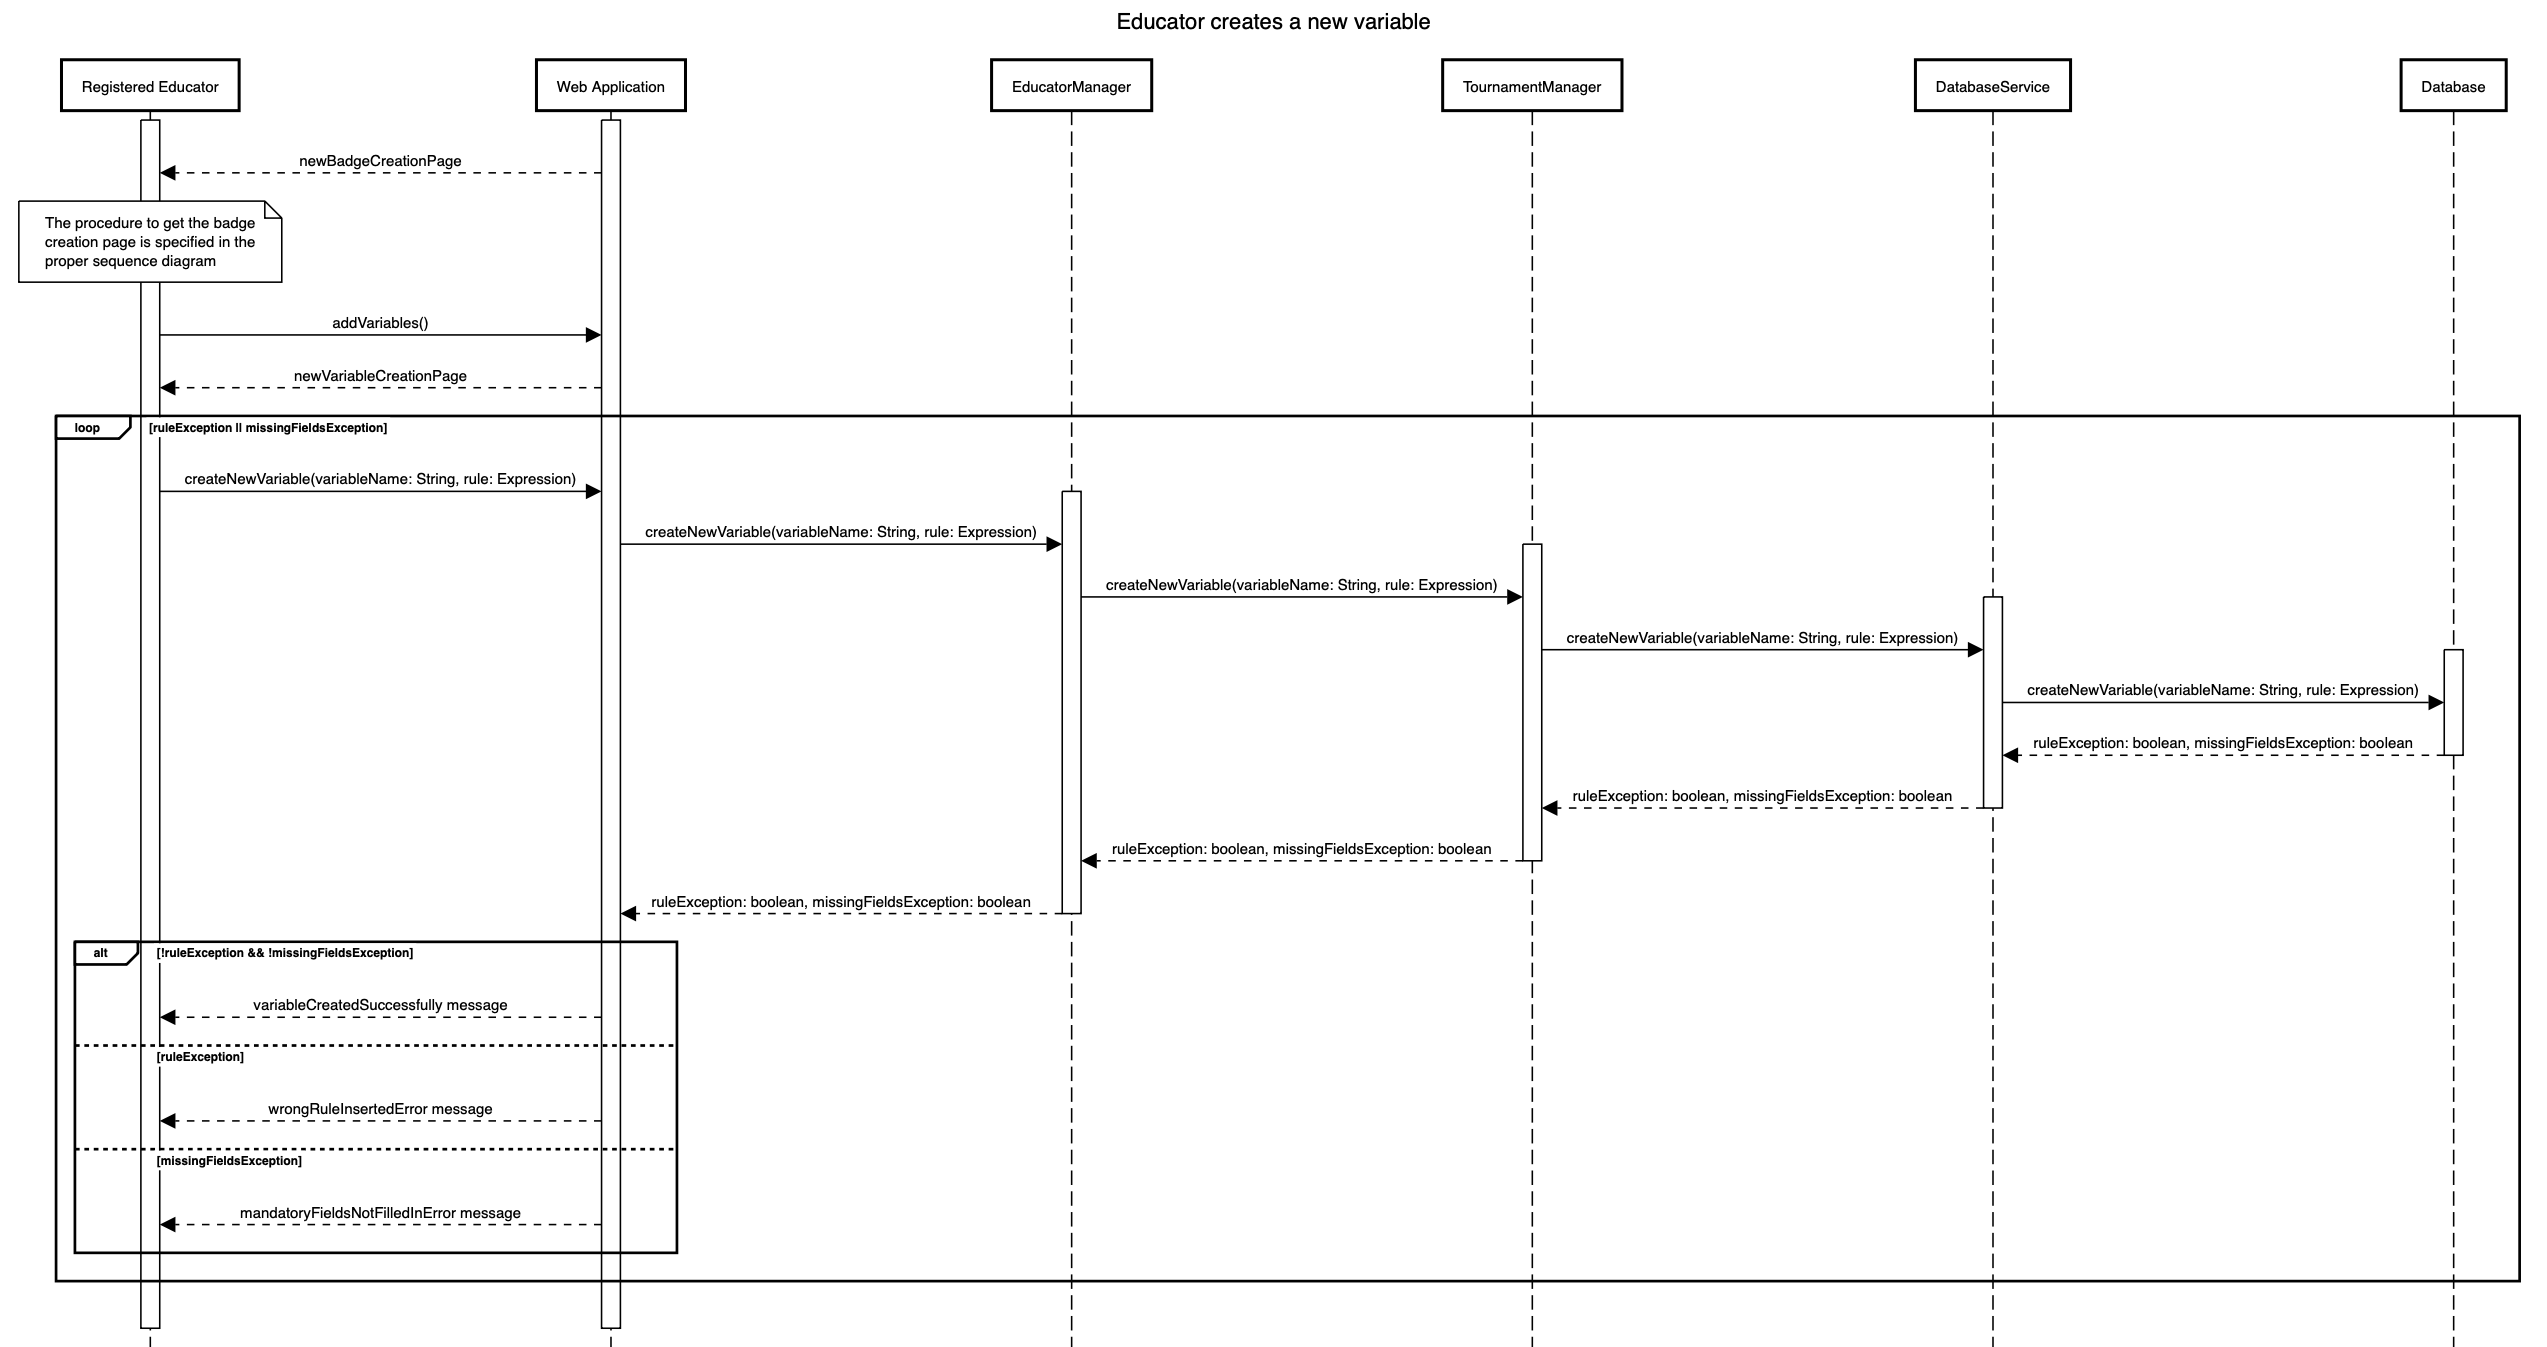 Educator creates a new variable
Registered Educator
Web Application
EducatorManager
TournamentManager
DatabaseService
Database
newBadgeCreationPage
The procedure to get the badge
creation page is specified in the
proper sequence diagram
addVariables()
newVariableCreationPage
loop
[ruleException || missingFieldsException]
createNewVariable(variableName: String, rule: Expression)
createNewVariable(variableName: String, rule: Expression)
createNewVariable(variableName: String, rule: Expression)
createNewVariable(variableName: String, rule: Expression)
createNewVariable(variableName: String, rule: Expression)
ruleException: boolean, missingFieldsException: boolean
ruleException: boolean, missingFieldsException: boolean
ruleException: boolean, missingFieldsException: boolean
ruleException: boolean, missingFieldsException: boolean
alt
[!ruleException && !missingFieldsException]
variableCreatedSuccessfully message
[ruleException]
wrongRuleInsertedError message
[missingFieldsException]
mandatoryFieldsNotFilledInError message